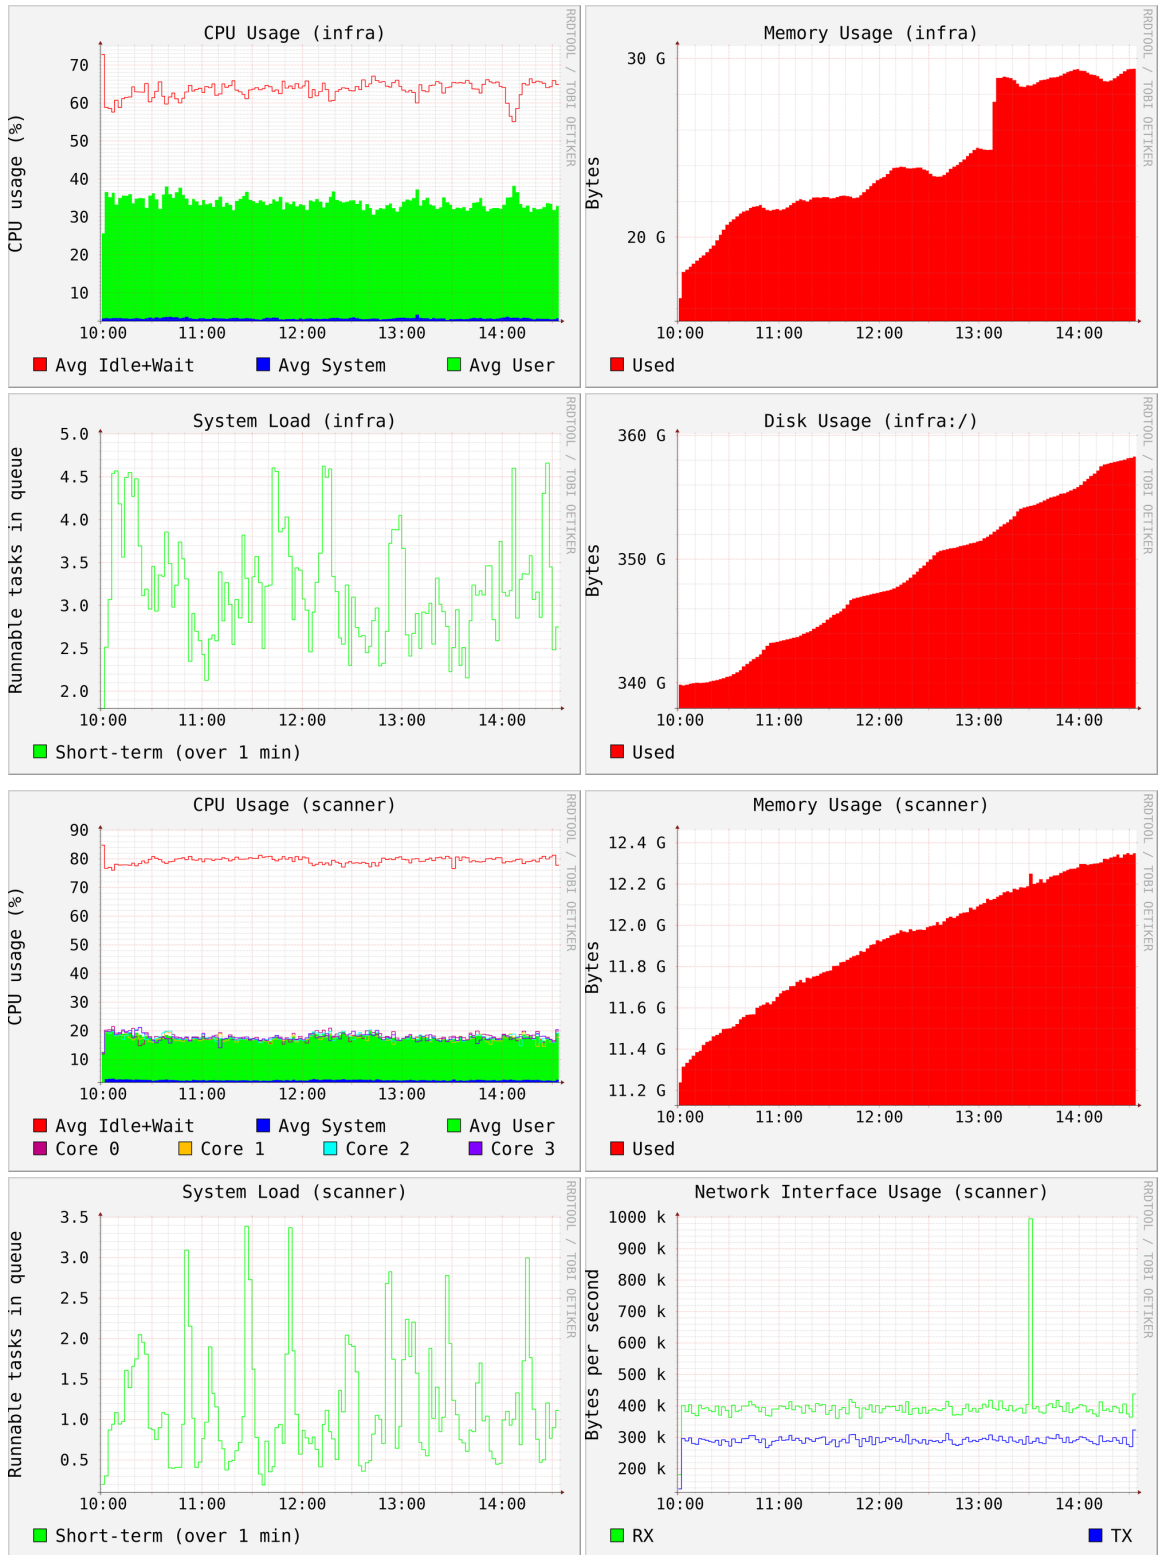 CPU Usage (infra)
CPU usage (%)
70
60
50
40
30
20
10
10:00 11:00 12:00 13:00 14:00
Avg Idle+Wait Avg System Avg User
RRDTOOL / TOBI OETIKER
Memory Usage (infra)
Bytes
30 G
20 G
10:00 11:00 12:00 13:00 14:00
Used
RRDTOOL / TOBI OETIKER
System Load (infra)
Runnable tasks in queue
5.0
4.5
4.0
3.5
3.0
2.5
2.0
10:00 11:00 12:00 13:00 14:00
Short-term (over 1 min)
RRDTOOL / TOBI OETIKER
Disk Usage (infra:/)
Bytes
360 G
350 G
340 G
10:00 11:00 12:00 13:00 14:00
Used
RRDTOOL / TOBI OETIKER
CPU Usage (scanner)
CPU usage (%)
90
80
70
60
50
40
30
20
10
10:00 11:00 12:00 13:00 14:00
Avg Idle+Wait Avg System Avg User
Core 0 Core 1 Core 2 Core 3
RRDTOOL / TOBI OETIKER
Memory Usage (scanner)
Bytes
12.4 G
12.2 G
12.0 G
11.8 G
11.6 G
11.4 G
11.2 G
10:00 11:00 12:00 13:00 14:00
Used
RRDTOOL / TOBI OETIKER
System Load (scanner)
Runnable tasks in queue
3.5
3.0
2.5
2.0
1.5
1.0
0.5
10:00 11:00 12:00 13:00 14:00
Short-term (over 1 min)
RRDTOOL / TOBI OETIKER
Network Interface Usage (scanner)
Bytes per second
1000 k
900 k
800 k
700 k
600 k
500 k
400 k
300 k
200 k
10:00 11:00 12:00 13:00 14:00
RX TX
RRDTOOL / TOBI OETIKER